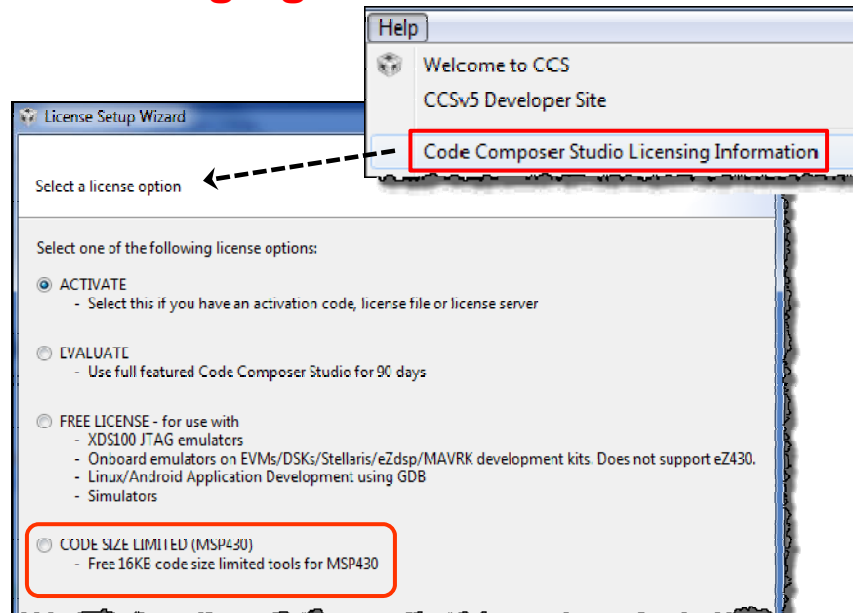 Help
Welcome to CCS
CCSv5 Developer Site
Code Composer Studio Licensing Information
License Setup Wizard
Select a license option
Select one of the following license options:
ACTIVATE
- Select this if you have an activation code, license file or license server
EVALUATE
- Use full featured Code Composer Studio for 90 days
FREE LICENSE - for use with
- XDS100 JTAG emulators
- Onboard emulators on EVMs/DSKs/Stellaris/eZdsp/MAVRK development kits. Does not support eZ430.
- Linux/Android Application Development using GDB
- Simulators
CODE SIZE LIMITED (MSP430)
- Free 16KB code size limited tools for MSP430